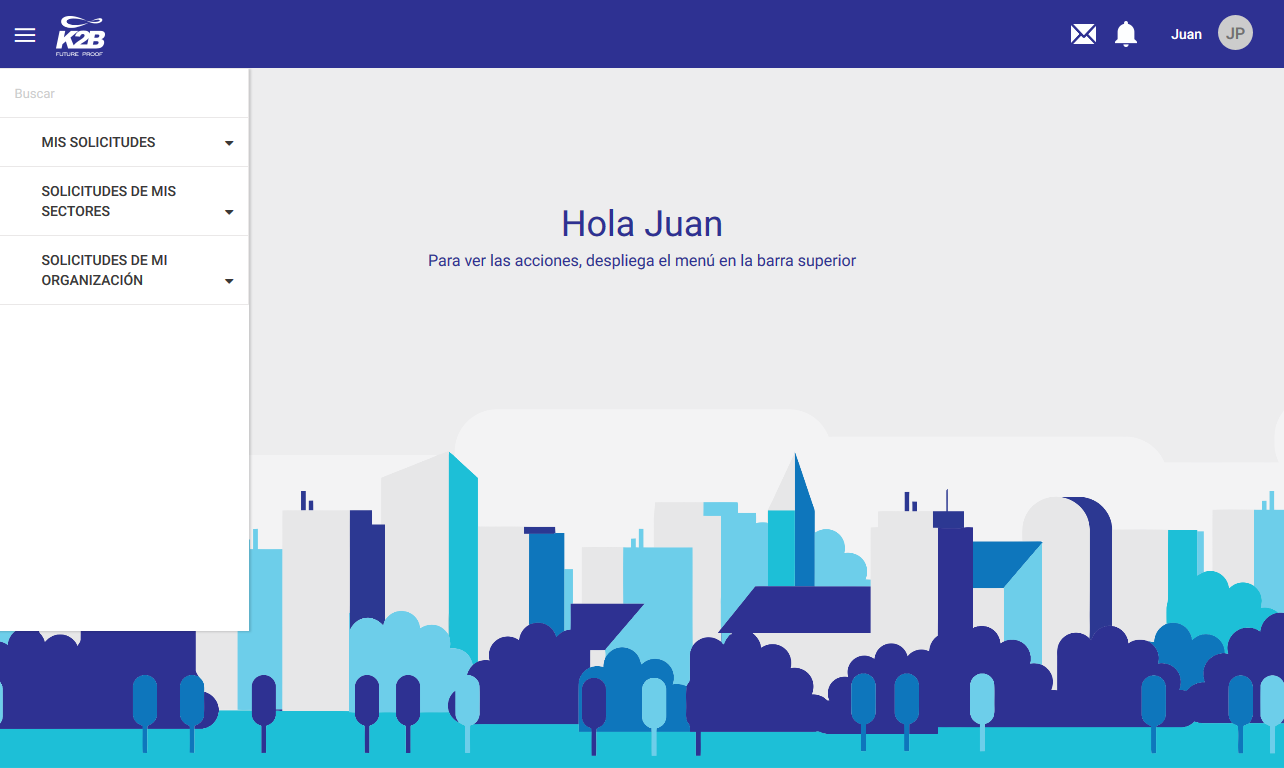 K2B
FUTURE PROOF
Juan
JP
Buscar
MIS SOLICITUDES
SOLICITUDES DE MIS
SECTORES
SOLICITUDES DE MI
ORGANIZACIÓN
Hola Juan
Para ver las acciones, despliega el menú en la barra superior